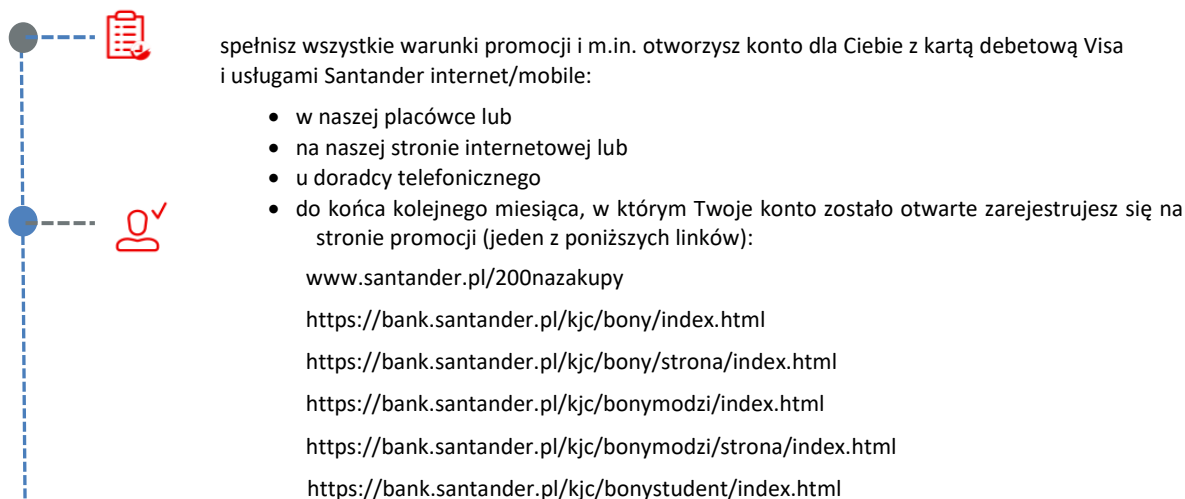 spełnisz wszystkie warunki promocji i m.in. otworzysz konto dla Ciebie z kartą debetową Visa
i usługami Santander internet/mobile:
• w naszej placówce lub
• na naszej stronie internetowej lub
• u doradcy telefonicznego
• do końca kolejnego miesiąca, w którym Twoje konto zostało otwarte zarejestrujesz się na
stronie promocji (jeden z poniższych linków):
www.santander.pl/200nazakupy
https://bank.santander.pl/kjc/bony/index.html
https://bank.santander.pl/kjc/bony/strona/index.html
https://bank.santander.pl/kjc/bonymodzi/index.html
https://bank.santander.pl/kjc/bonymodzi/strona/index.html
https://bank.santander.pl/kjc/bonystudent/index.html